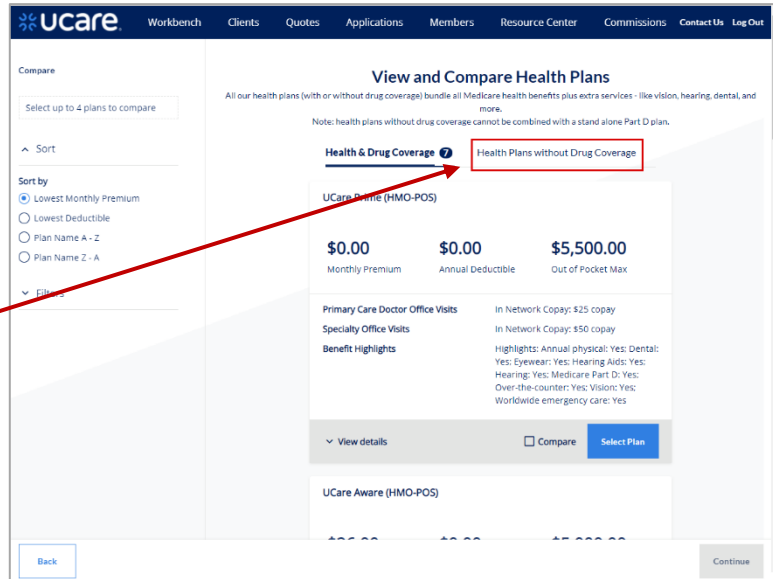 ucare. Workbench Clients Quotes Applications Members Resource Center Commissions Contact Us Log Out
Compare
Select up to 4 plans to compare
Sort
Sort by
Lowest Monthly Premium
Lowest Deductible
Plan Name A - Z
Plan Name Z - A
Filters
View and Compare Health Plans
All our health plans (with or without drug coverage) bundle all Medicare health benefits plus extra services - like vision, hearing, dental, and
more.
Note: health plans without drug coverage cannot be combined with a stand alone Part D plan.
Health & Drug Coverage 7 Health Plans without Drug Coverage
UCare Prime (HMO-POS)
$0.00 $0.00 $5,500.00
Monthly Premium Annual Deductible Out of Pocket Max
Primary Care Doctor Office Visits In Network Copay: $25 copay
Specialty Office Visits In Network Copay: $50 copay
Benefit Highlights Highlights: Annual physical: Yes; Dental:
Yes; Eyewear: Yes; Hearing Aids: Yes;
Hearing: Yes; Medicare Part D: Yes;
Over-the-counter: Yes; Vision: Yes;
Worldwide emergency care: Yes
View details Compare Select Plan
UCare Aware (HMO-POS)
Back Continue